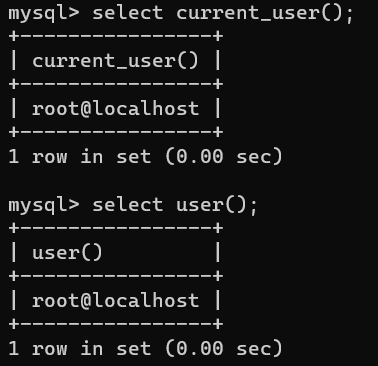 mysql> select current_user();
+----------------+
| current_user() |
+----------------+
| root@localhost |
+----------------+
1 row in set (0.00 sec)

mysql> select user();
+----------------+
| user()         |
+----------------+
| root@localhost |
+----------------+
1 row in set (0.00 sec)